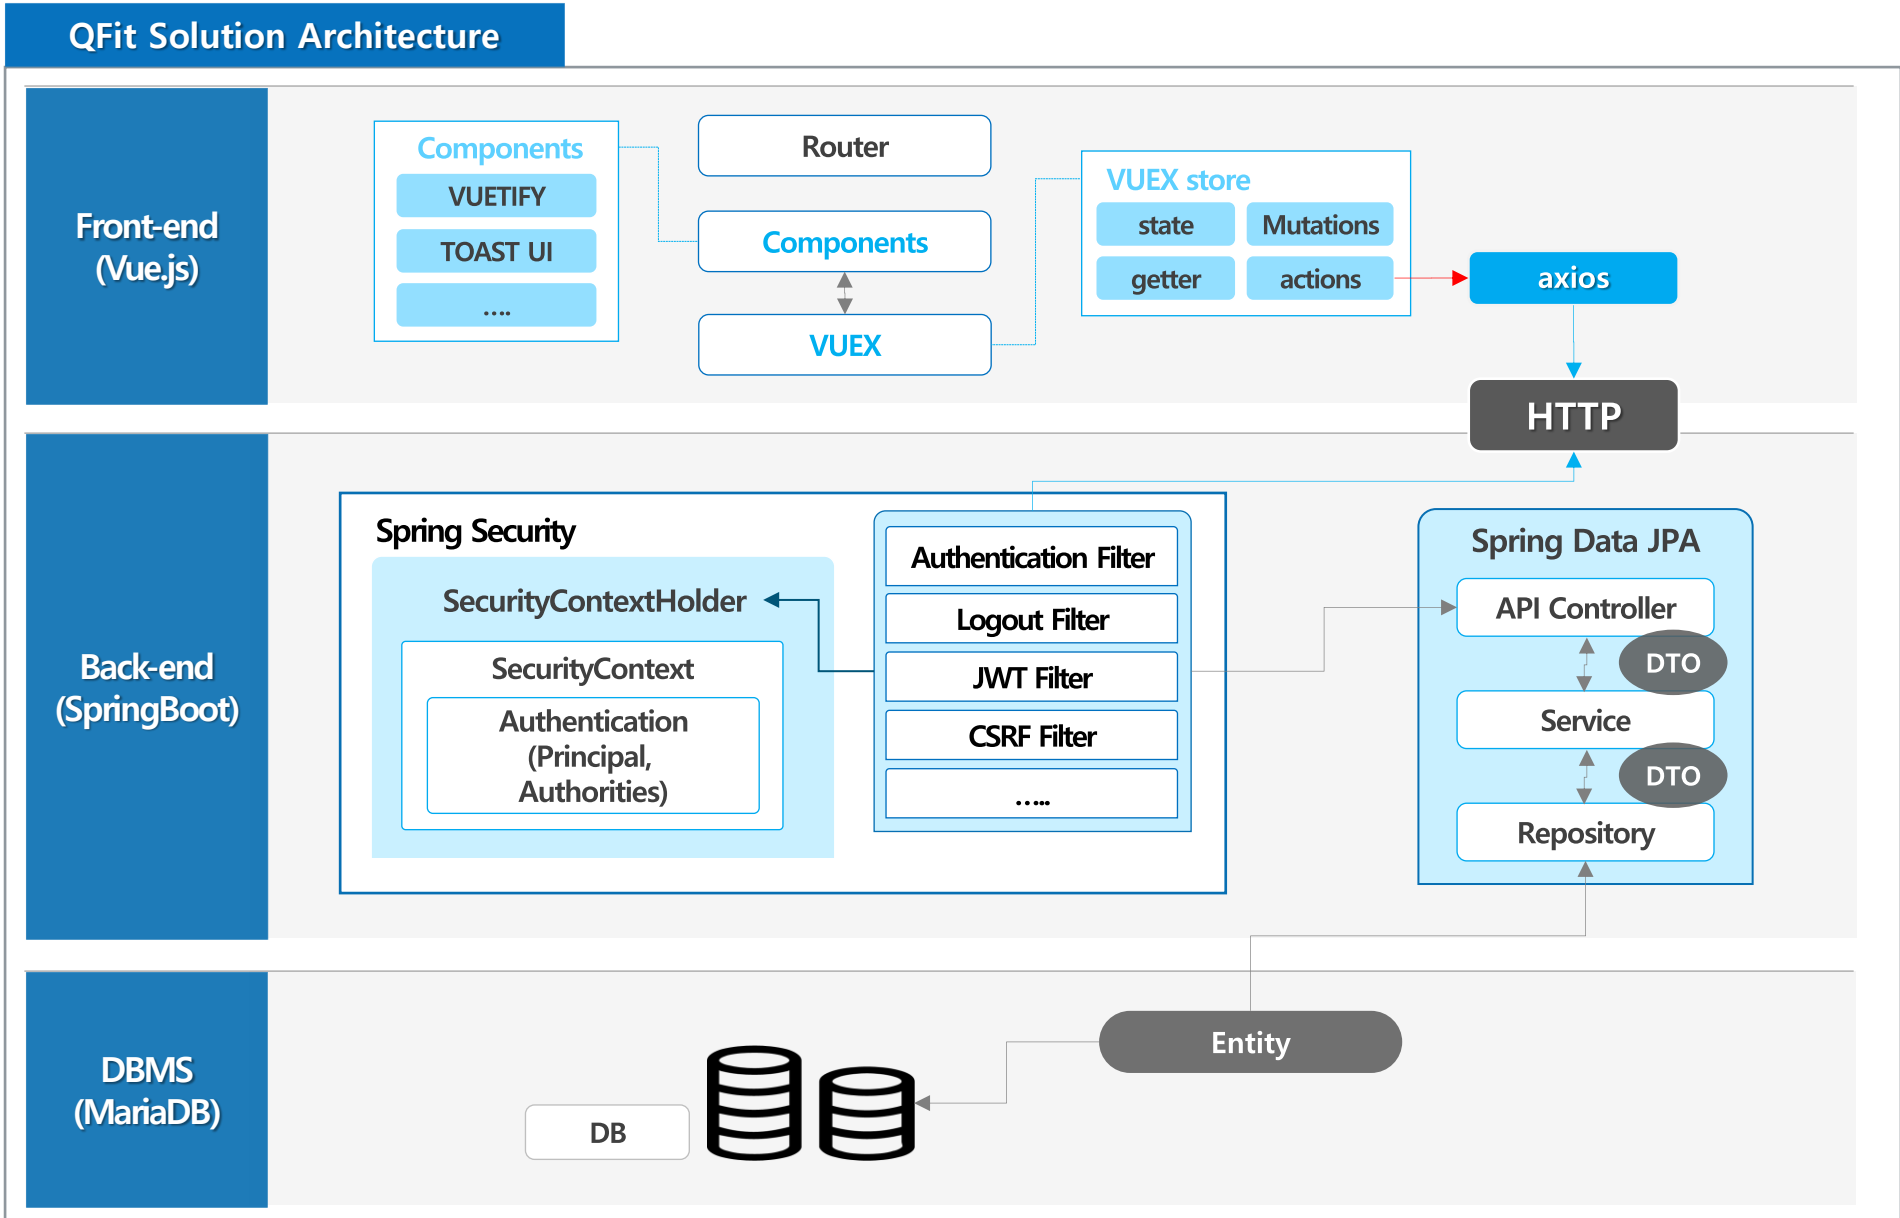 QFit Solution Architecture
Front-end
(Vue.js)
Components
VUETIFY
TOAST UI
....
Router
Components
VUEX
VUEX store
state
Mutations
getter
actions
axios
HTTP
Back-end
(SpringBoot)
Spring Security
SecurityContextHolder
SecurityContext
Authentication
(Principal,
Authorities)
Authentication Filter
Logout Filter
JWT Filter
CSRF Filter
.....
Spring Data JPA
API Controller
DTO
Service
DTO
Repository
DBMS
(MariaDB)
DB
Entity